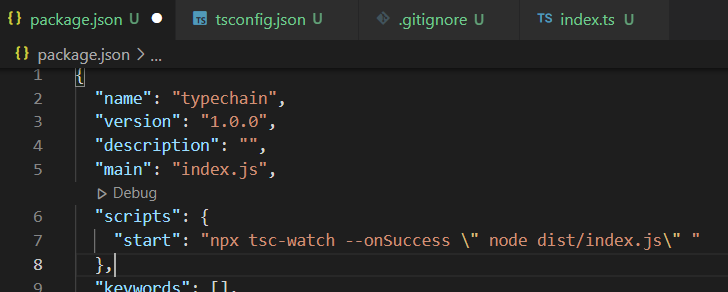 {} package.json U ● TS tsconfig.json U .gitignore U TS index.ts U
{} package.json > ...
1 {
2 "name": "typechain",
3 "version": "1.0.0",
4 "description": "",
5 "main": "index.js",
Debug
6 "scripts": {
7 "start": "npx tsc-watch --onSuccess \" node dist/index.js\" "
8 },
9 "keywords": [],